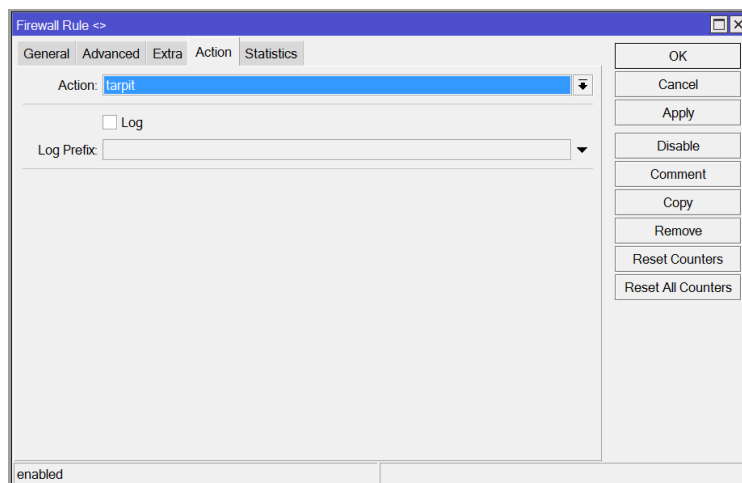 Firewall Rule <>
General Advanced Extra Action Statistics
Action: tarpit
Log
Log Prefix:
OK
Cancel
Apply
Disable
Comment
Copy
Remove
Reset Counters
Reset All Counters
enabled